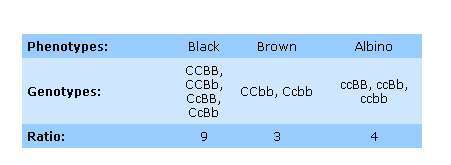 Phenotypes: Black Brown Albino
Genotypes: CCBB, CCBb, CcBB, CcBb CCbb, Ccbb ccBB, ccBb, ccbb
Ratio: 9 3 4